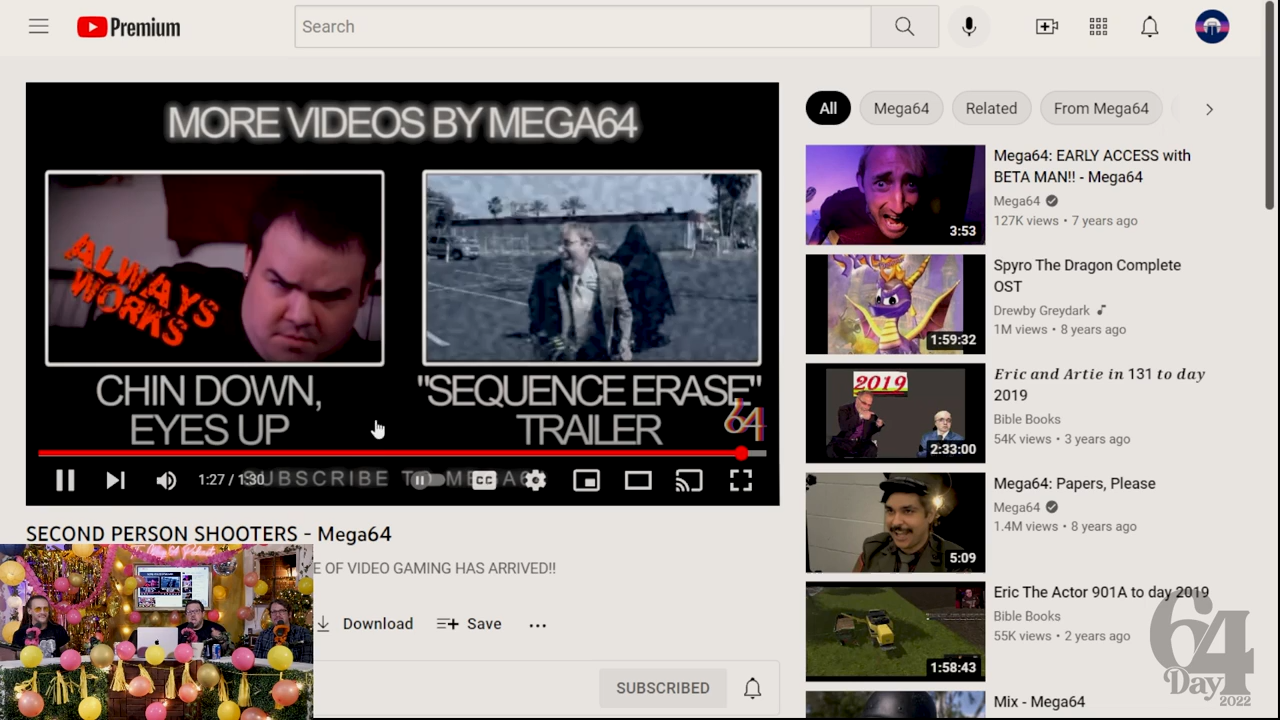 Premium
Search
MORE VIDEOS BY MEGA64
ALWAYS
WORKS
CHIN DOWN,
EYES UP
"SEQUENCE ERASE"
TRAILER
64
1:27 / 1:30
SUBSCRIBE TO MEGA64
CC
SECOND PERSON SHOOTERS - Mega64
E OF VIDEO GAMING HAS ARRIVED!!
Download
Save
SUBSCRIBED
All
Mega64
Related
From Mega64
Mega64: EARLY ACCESS with
BETA MAN!! - Mega64
Mega64
127K views • 7 years ago
3:53
Spyro The Dragon Complete
OST
Drewby Greydark
1M views • 8 years ago
1:59:32
2019
Eric and Artie in 131 to day
2019
Bible Books
54K views • 3 years ago
2:33:00
Mega64: Papers, Please
Mega64
1.4M views • 8 years ago
5:09
Eric The Actor 901A to day 2019
Bible Books
55K views • 2 years ago
1:58:43
Mix - Mega64
64
Day
2022